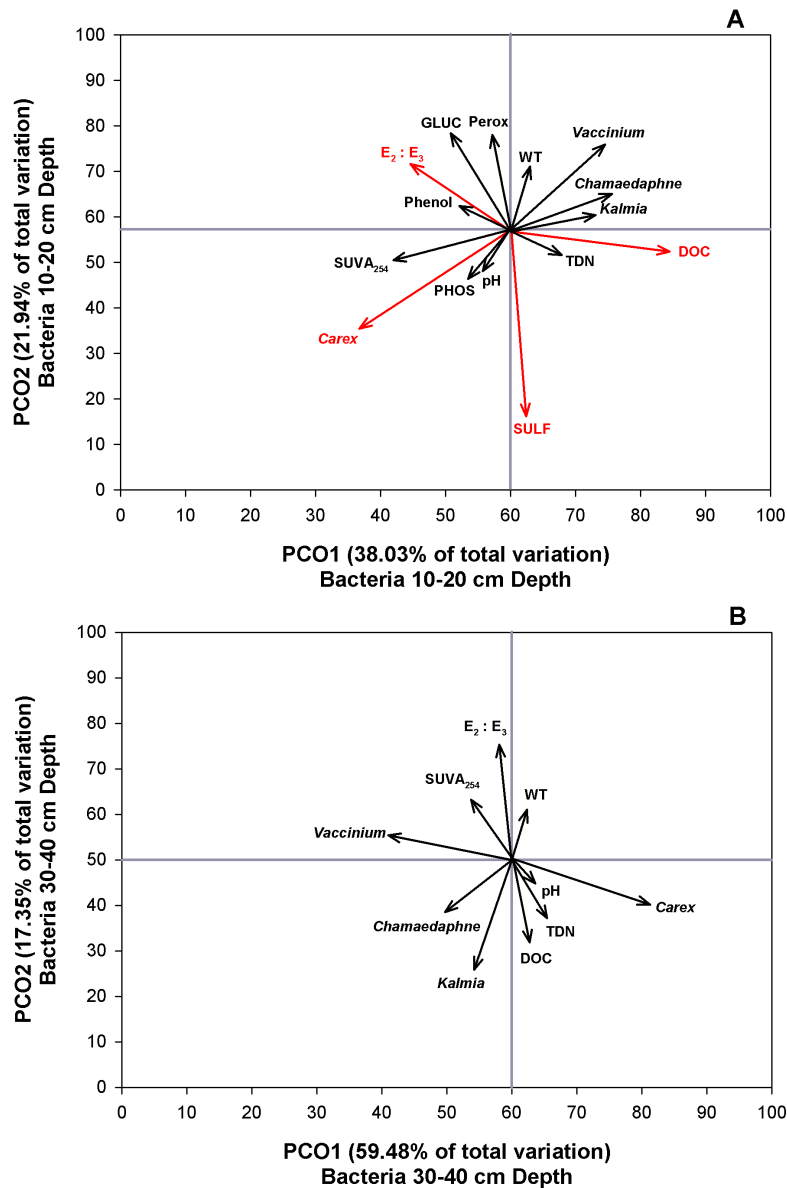 A
100
90
80
70
60
50
40
30
20
10
0
PCO2 (21.94% of total variation)
Bacteria 10-20 cm Depth
GLUC
Perox
Vaccinium
E2 : E3
WT
Chamaedaphne
Phenol
Kalmia
SUVA254
TDN
DOC
PHOS
pH
Carex
SULF
0 10 20 30 40 50 60 70 80 90 100
PCO1 (38.03% of total variation)
Bacteria 10-20 cm Depth
B
100
90
80
70
60
50
40
30
20
10
0
PCO2 (17.35% of total variation)
Bacteria 30-40 cm Depth
E2 : E3
SUVA254
WT
Vaccinium
pH
Carex
Chamaedaphne
TDN
DOC
Kalmia
0 10 20 30 40 50 60 70 80 90 100
PCO1 (59.48% of total variation)
Bacteria 30-40 cm Depth